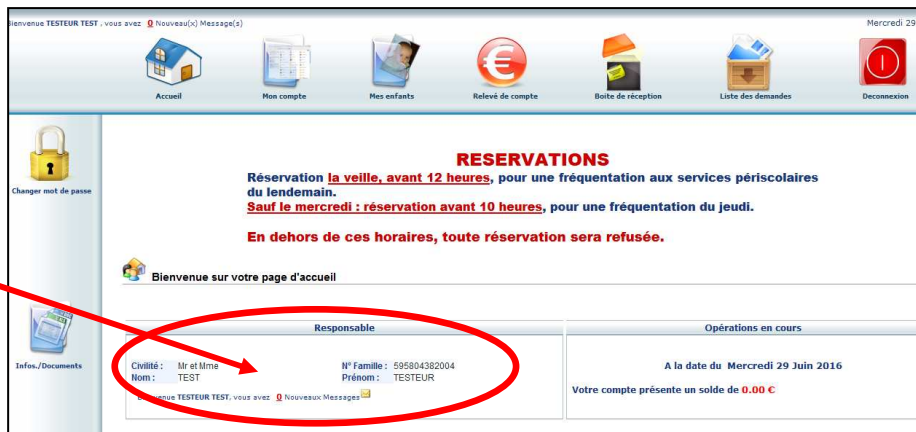 Bienvenue TESTEUR TEST , vous avez 0 Nouveau(x) Message(s)
Mercredi 29
Accueil
Mon compte
Mes enfants
Relevé de compte
Boite de réception
Liste des demandes
Deconnexion
Changer mot de passe
RESERVATIONS
Réservation la veille, avant 12 heures, pour une fréquentation aux services périscolaires
du lendemain.
Sauf le mercredi : réservation avant 10 heures, pour une fréquentation du jeudi.
En dehors de ces horaires, toute réservation sera refusée.
Bienvenue sur votre page d'accueil
Infos./Documents
Responsable
Civilité : Mr et Mme N° Famille : 595804382004
Nom : TEST Prénom : TESTEUR
Bienvenue TESTEUR TEST, vous avez 0 Nouveaux Messages
Opérations en cours
A la date du Mercredi 29 Juin 2016
Votre compte présente un solde de 0.00 €